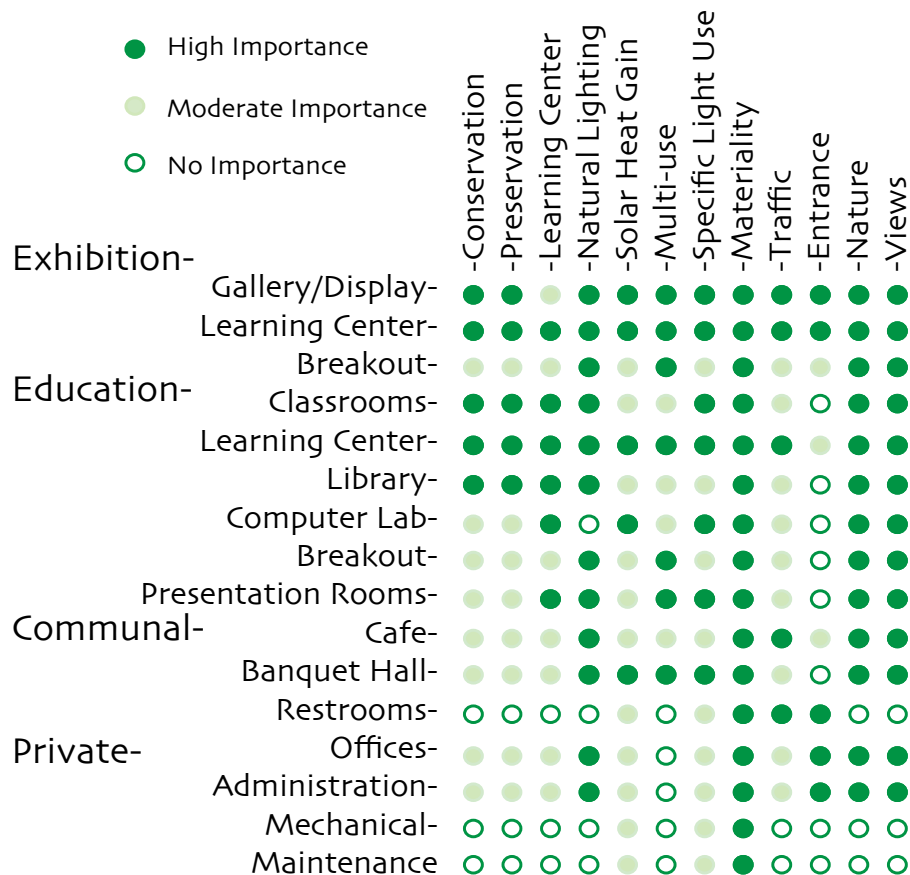 High Importance
Moderate Importance
No Importance
-Conservation
-Preservation
-Learning Center
-Natural Lighting
-Solar Heat Gain
-Multi-use
-Specific Light Use
-Materiality
-Traffic
-Entrance
-Nature
-Views
Exhibition-
Gallery/Display-
Learning Center-
Breakout-
Education-
Classrooms-
Learning Center-
Library-
Computer Lab-
Breakout-
Presentation Rooms-
Communal-
Cafe-
Banquet Hall-
Restrooms-
Private-
Offices-
Administration-
Mechanical-
Maintenance